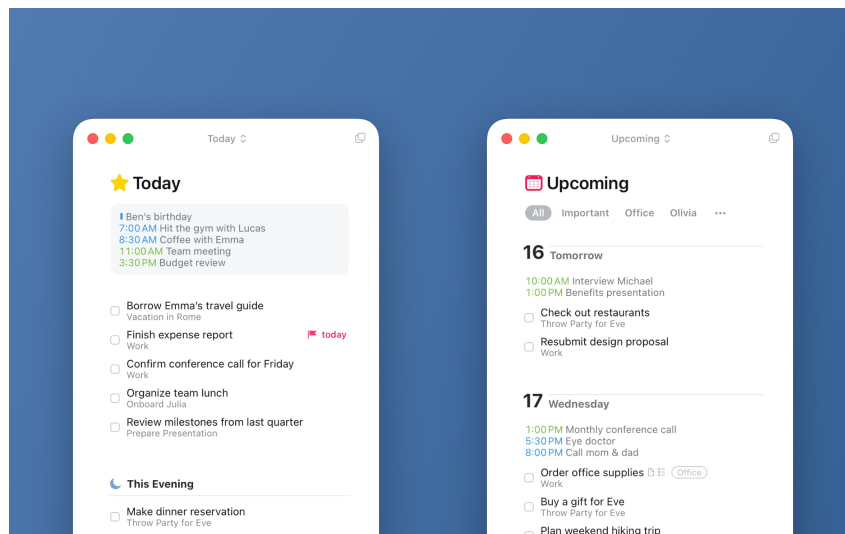 Today
Today
Ben's birthday
7:00 AM Hit the gym with Lucas
8:30 AM Coffee with Emma
11:00 AM Team meeting
3:30 PM Budget review
Borrow Emma's travel guide
Vacation in Rome
Finish expense report today
Work
Confirm conference call for Friday
Work
Organize team lunch
Onboard Julia
Review milestones from last quarter
Prepare Presentation
This Evening
Make dinner reservation
Throw Party for Eve
Upcoming
Upcoming
All Important Office Olivia •••
16 Tomorrow
10:00 AM Interview Michael
1:00 PM Benefits presentation
Check out restaurants
Throw Party for Eve
Resubmit design proposal
Work
17 Wednesday
1:00 PM Monthly conference call
5:30 PM Eye doctor
8:00 PM Call mom & dad
Order office supplies Office
Work
Buy a gift for Eve
Throw Party for Eve
Plan weekend hiking trip